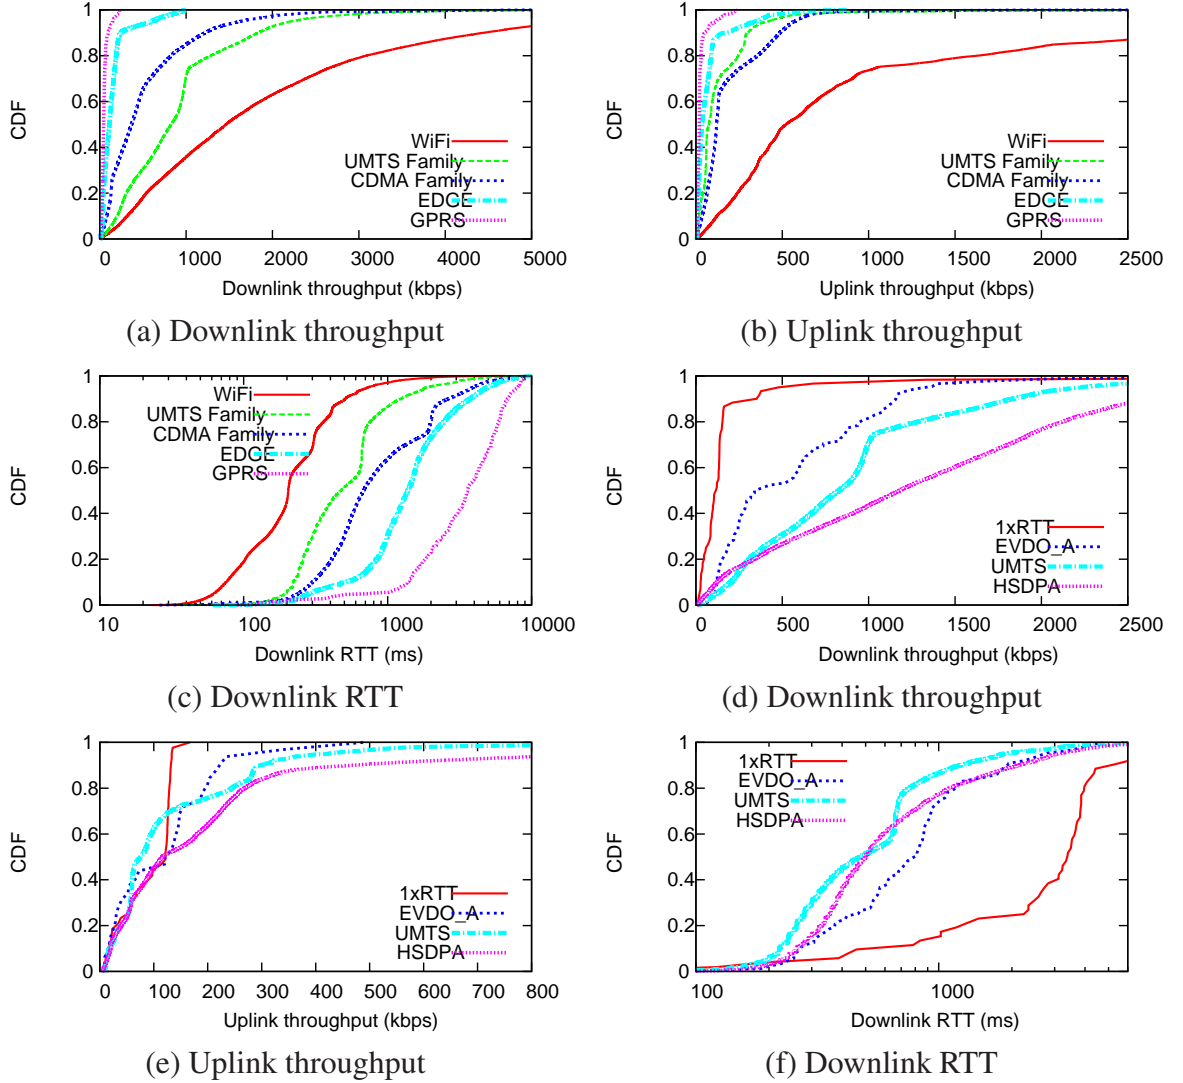 1
0.8
0.6
0.4
0.2
0
CDF
WiFi
UMTS Family
CDMA Family
EDGE
GPRS
0 1000 2000 3000 4000 5000
Downlink throughput (kbps)
(a) Downlink throughput
1
0.8
0.6
0.4
0.2
0
CDF
WiFi
UMTS Family
CDMA Family
EDGE
GPRS
0 500 1000 1500 2000 2500
Uplink throughput (kbps)
(b) Uplink throughput
1
0.8
0.6
0.4
0.2
0
CDF
WiFi
UMTS Family
CDMA Family
EDGE
GPRS
10 100 1000 10000
Downlink RTT (ms)
(c) Downlink RTT
1
0.8
0.6
0.4
0.2
0
CDF
1xRTT
EVDO_A
UMTS
HSDPA
0 500 1000 1500 2000 2500
Downlink throughput (kbps)
(d) Downlink throughput
1
0.8
0.6
0.4
0.2
0
CDF
1xRTT
EVDO_A
UMTS
HSDPA
0 100 200 300 400 500 600 700 800
Uplink throughput (kbps)
(e) Uplink throughput
1
0.8
0.6
0.4
0.2
0
CDF
1xRTT
EVDO_A
UMTS
HSDPA
100 1000
Downlink RTT (ms)
(f) Downlink RTT